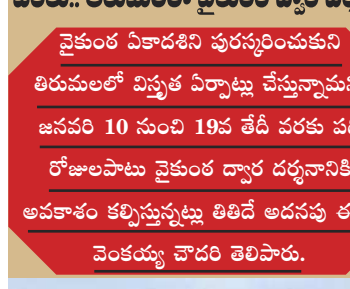 వైకుంఠ ఏకాదశిని పురస్కరించుకుని
తిరుమలలో విస్తృత ఏర్పాట్లు
జనవరి 10 నుంచి 19వ తేదీ వరకు
రోజులపాటు వైకుంఠ ద్వార దర్శనానికి
అవకాశం కల్పిస్తున్నట్లు తితిదే అదనపు
వెంకయ్య చౌదరి తెలిపారు.